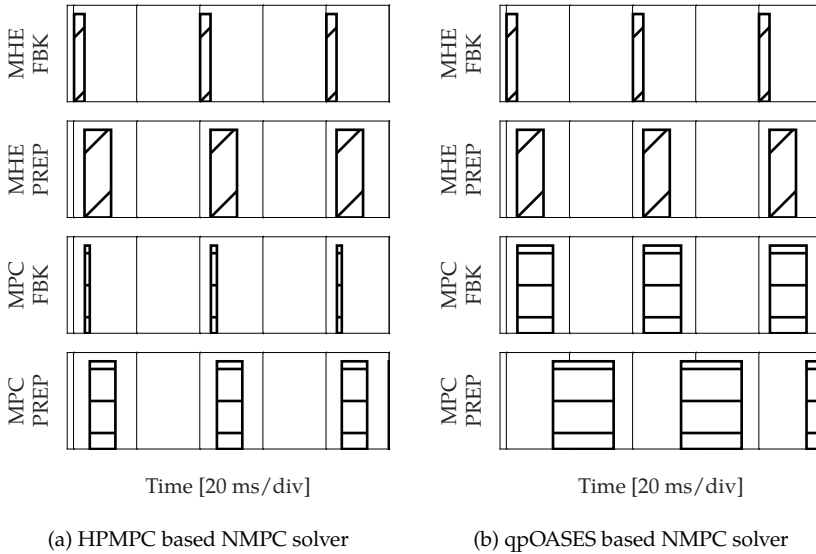 MHE
FBK
MHE
PREP
MPC
FBK
MPC
PREP
Time [20 ms/div]
(a) HPMPC based NMPC solver
MHE
FBK
MHE
PREP
MPC
FBK
MPC
PREP
Time [20 ms/div]
(b) qpOASES based NMPC solver